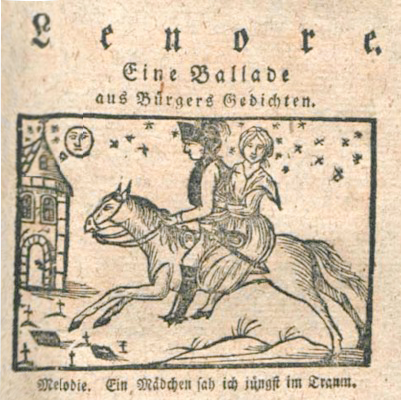 Lenore.
Eine Ballade
aus Bürgers Gedichten.
Melodie. Ein Mädchen sah ich jüngst im Traum.